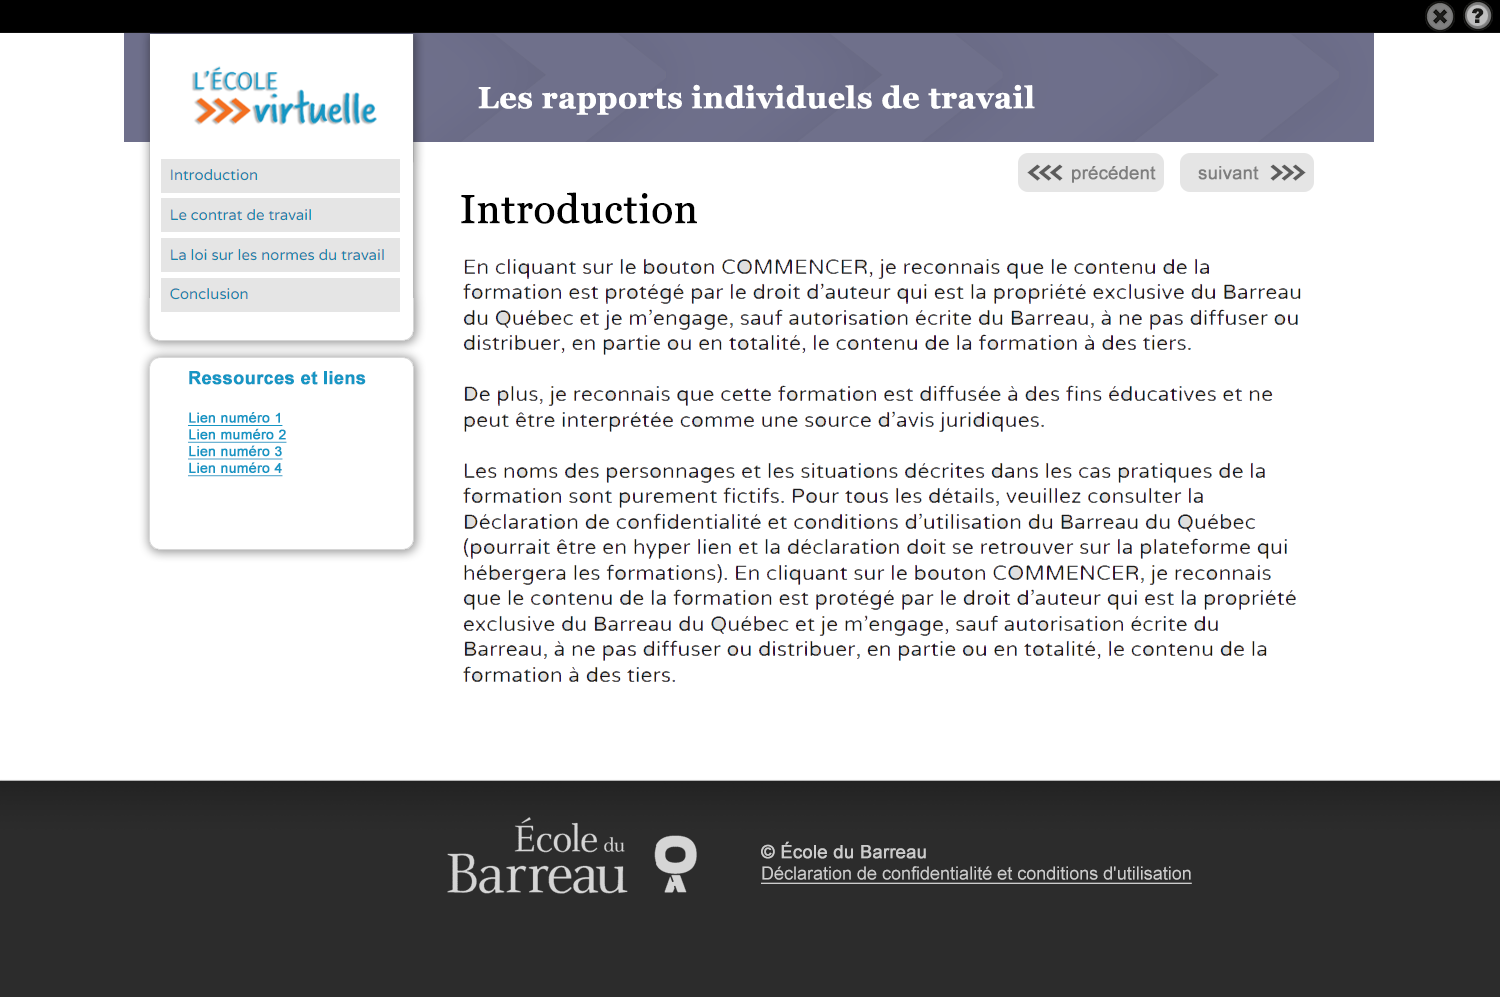 ?
L'ÉCOLE
virtuelle
Les rapports individuels de travail
Introduction
Le contrat de travail
La loi sur les normes du travail
Conclusion
Ressources et liens
Lien numéro 1
Lien muméro 2
Lien numéro 3
Lien numéro 4
précédent
suivant
Introduction
En cliquant sur le bouton COMMENCER, je reconnais que le contenu de la
formation est protégé par le droit d'auteur qui est la propriété exclusive du Barreau
du Québec et je m'engage, sauf autorisation écrite du Barreau, à ne pas diffuser ou
distribuer, en partie ou en totalité, le contenu de la formation à des tiers.
De plus, je reconnais que cette formation est diffusée à des fins éducatives et ne
peut être interprétée comme une source d'avis juridiques.
Les noms des personnages et les situations décrites dans les cas pratiques de la
formation sont purement fictifs. Pour tous les détails, veuillez consulter la
Déclaration de confidentialité et conditions d'utilisation du Barreau du Québec
(pourrait être en hyper lien et la déclaration doit se retrouver sur la plateforme qui
hébergera les formations). En cliquant sur le bouton COMMENCER, je reconnais
que le contenu de la formation est protégé par le droit d'auteur qui est la propriété
exclusive du Barreau du Québec et je m'engage, sauf autorisation écrite du
Barreau, à ne pas diffuser ou distribuer, en partie ou en totalité, le contenu de la
formation à des tiers.
École du
Barreau
© École du Barreau
Déclaration de confidentialité et conditions d'utilisation